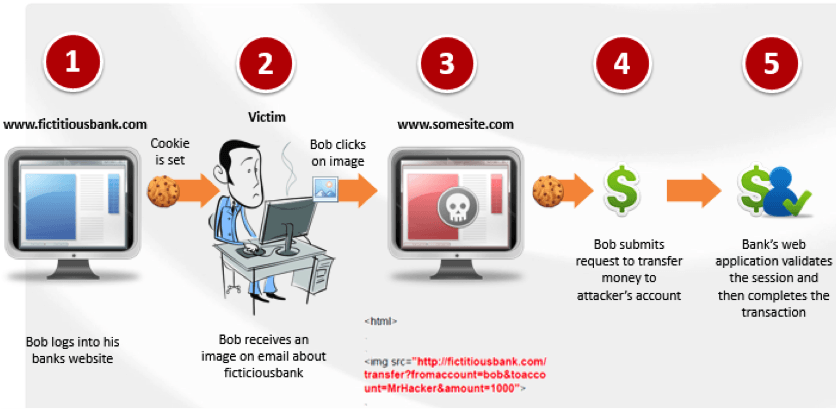 1
2
3
4
5
www.fictitiousbank.com
Cookie
is set
Victim
Bob clicks
on image
www.somesite.com
Bob logs into his
banks website
Bob receives an
image on email about
ficticiousbank
<html>
.
.
<img src="http://fictitiousbank.com/
transfer?fromaccount=bob&toacco
unt=MrHacker&amount=1000">
.
Bob submits
request to transfer
money to
attacker's account
Bank's web
application validates
the session and
then completes the
transaction